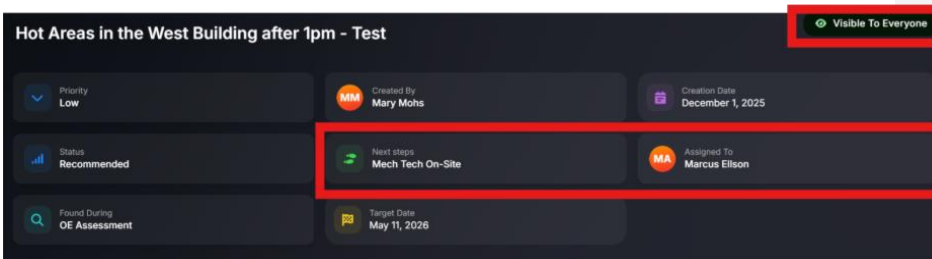 Hot Areas in the West Building after 1pm - Test
Visible To Everyone
Priority
Low
MM
Created By
Mary Mohs
Creation Date
December 1, 2025
Status
Recommended
Next steps
Mech Tech On-Site
MA
Assigned To
Marcus Ellson
Found During
OE Assessment
Target Date
May 11, 2026